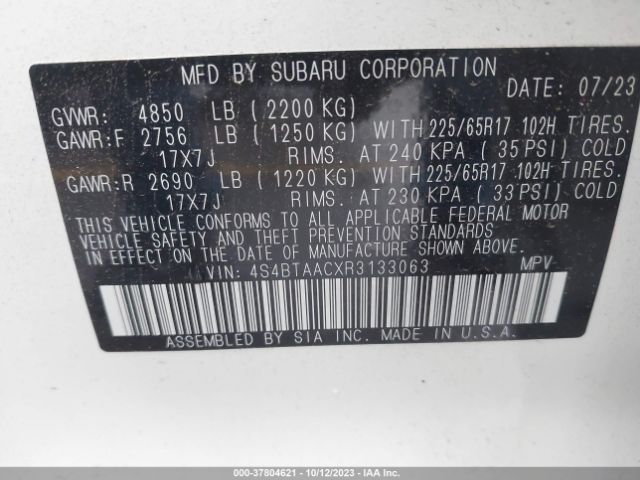 MFD BY SUBARU CORPORATION DATE: 07/23
GVWR: 4850 LB (2200 KG)
GAWR:F 2756 LB (1250 KG) WITH 225/65R17 102H TIRES.
17X7J RIMS. AT 240 KPA (35 PSI) COLD
GAWR:R 2690 LB (1220 KG) WITH 225/65R17 102H TIRES.
17X7J RIMS. AT 230 KPA (33 PSI) COLD
THIS VEHICLE CONFORMS TO ALL APPLICABLE FEDERAL MOTOR
VEHICLE SAFETY AND THEFT PREVENTION STANDARDS
IN EFFECT ON THE DATE OF MANUFACTURE SHOWN ABOVE.
VIN: 4S4BTAACXR3133063 MPV
ASSEMBLED BY SIA INC. MADE IN U.S.A.
IAA Inc. - 37804621 - 10/12/2023 - IAA Inc.